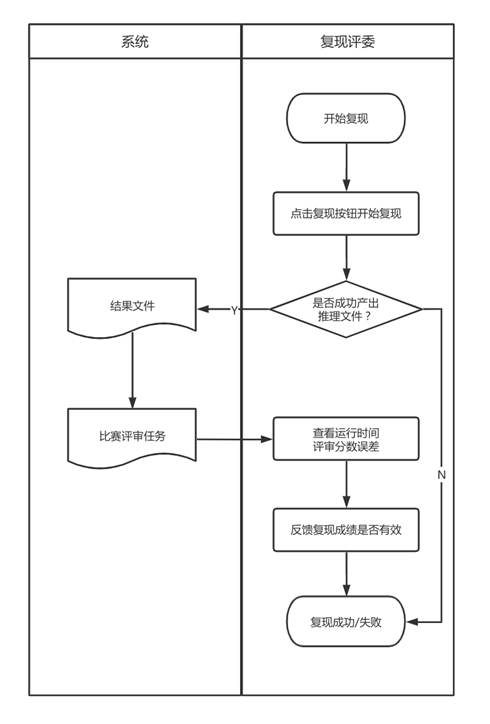 系统
复现评委
开始复现
点击复现按钮开始复现
是否成功产出
推理文件？
Y
结果文件
比赛评审任务
查看运行时间
评审分数误差
N
反馈复现成绩是否有效
复现成功/失败